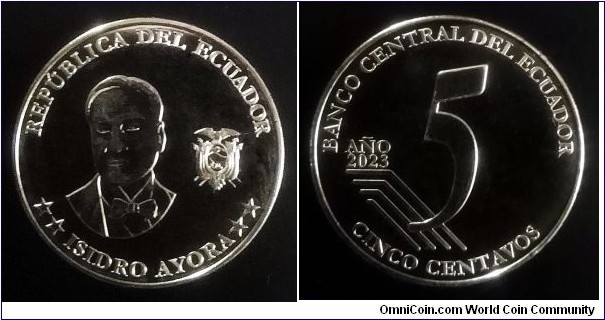 REPÚBLICA DEL ECUADOR
ISIDRO AYORA
BANCO CENTRAL DEL ECUADOR
5
AÑO
2023
CINCO CENTAVOS
OmniCoin.com World Coin Community